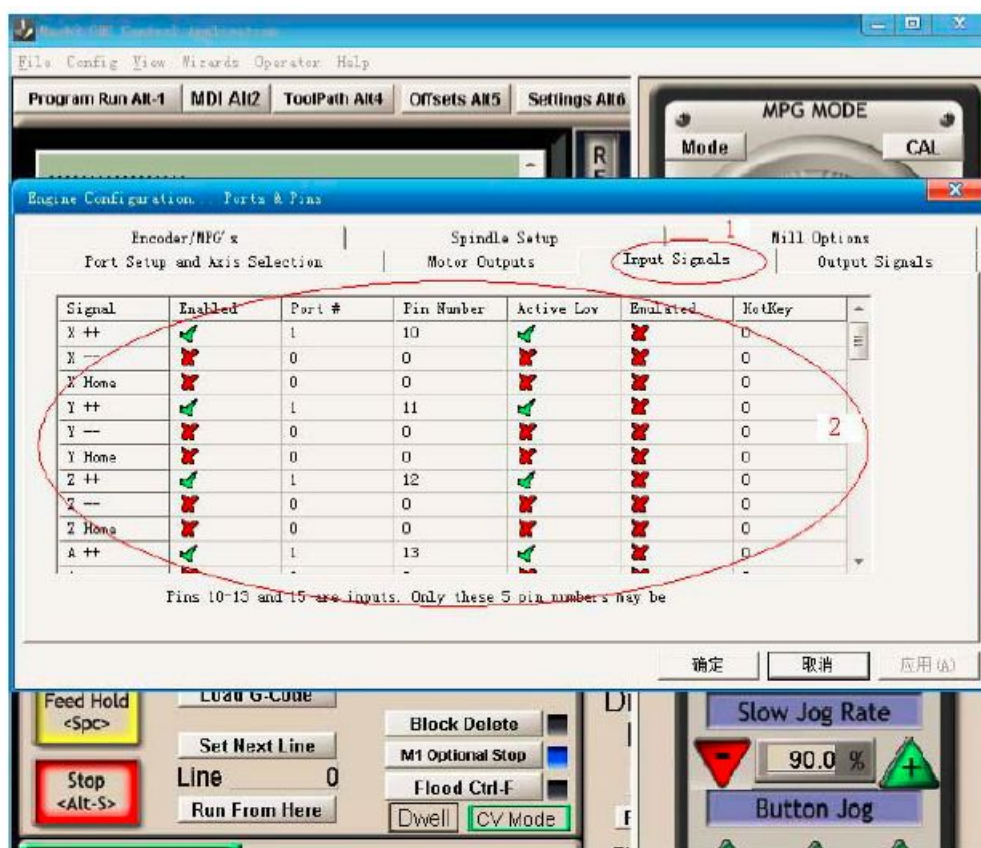 Mach3 CNC Control Application
File Config View Wizards Operator Help
Program Run Alt-1 MDI Alt2 ToolPath Alt4 Offsets Alt5 Settings Alt6
MPG MODE
Mode CAL
R
Engine Configuration... Ports & Pins
1
Encoder/MPG's Spindle Setup Mill Options
Port Setup and Axis Selection Motor Outputs Input Signals Output Signals
Signal Enabled Port # Pin Number Active Low Emulated HotKey
X ++ 1 10 0
X -- 0 0 0
X Home 0 0 0
Y ++ 1 11 0
Y -- 0 0 0
2
Y Home 0 0 0
Z ++ 1 12 0
Z -- 0 0 0
Z Home 0 0 0
A ++ 1 13 0
Pins 10-13 and 15 are inputs. Only these 5 pin numbers may be
确定 取消 应用(A)
Feed Hold
<Spc>
Load G-Code
Block Delete
Set Next Line
M1 Optional Stop
Line 0
Flood Ctrl-F
Run From Here
Dwell CV Mode
Stop
<Alt-S>
Slow Jog Rate
- 90.0 % +
Button Jog